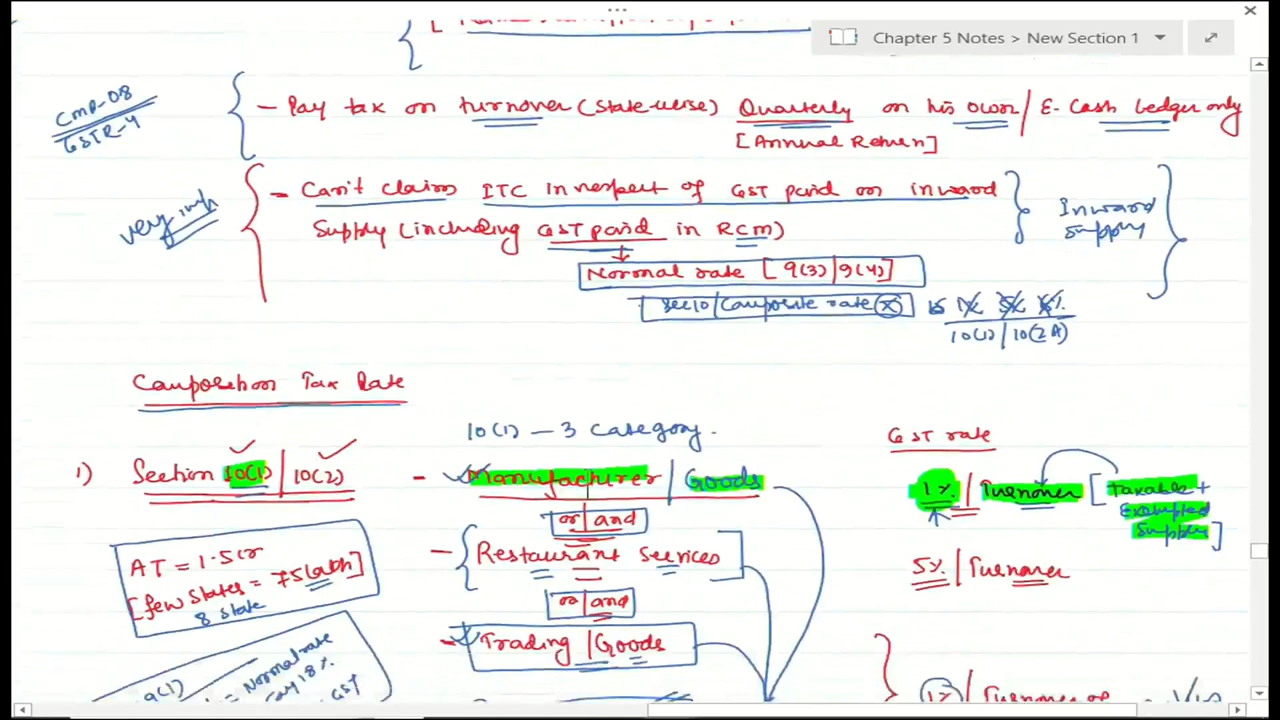 Chapter 5 Notes > New Section 1
CMP-08
GSTR-4
- Pay tax on turnover (State-wise) Quarterly on his own / E-Cash ledger only
[Annual Return]
very imp
- Can't claim ITC in respect of GST paid on inward
Supply (including GST paid in RCM)
Inward
Supply
Normal rate [9(3)|9(4)]
Sec10 | Composite rate (X)
1% 5% 6%
10(1) | 10(2A)
Composition Tax Rate
10(1) - 3 Category.
GST rate
1) Section 10(1) | 10(2)
- Manufacturer | Goods
1% | Turnover [Taxable +
Exempted
Supply]
or | and
AT = 1.5Cr
[few States = 75 lakh]
8 State
- Restaurant Services
5% | Turnover
or | and
- Trading | Goods
9(1) = Normal rate
18%
GST
1% | Turnover of